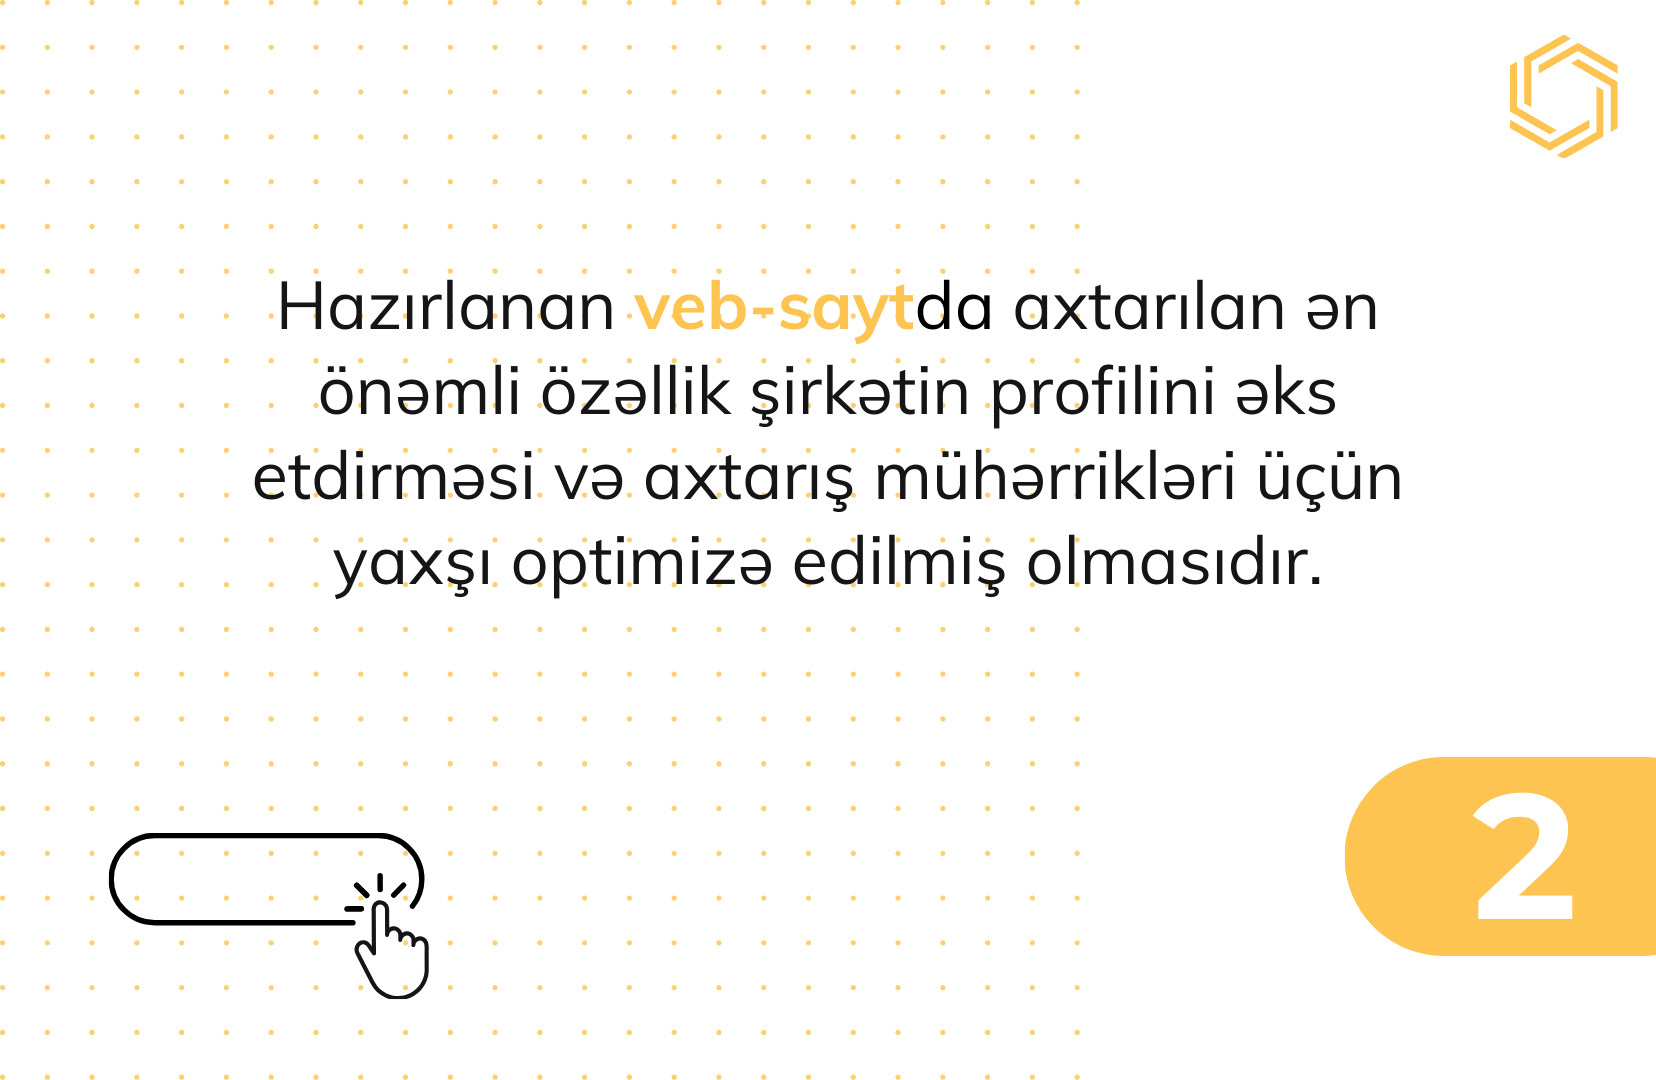 Hazırlanan veb-saytda axtarılan ən
önəmli özəllik şirkətin profilini əks
etdirməsi və axtarış mühərrikləri üçün
yaxşı optimizə edilmiş olmasıdır.
2